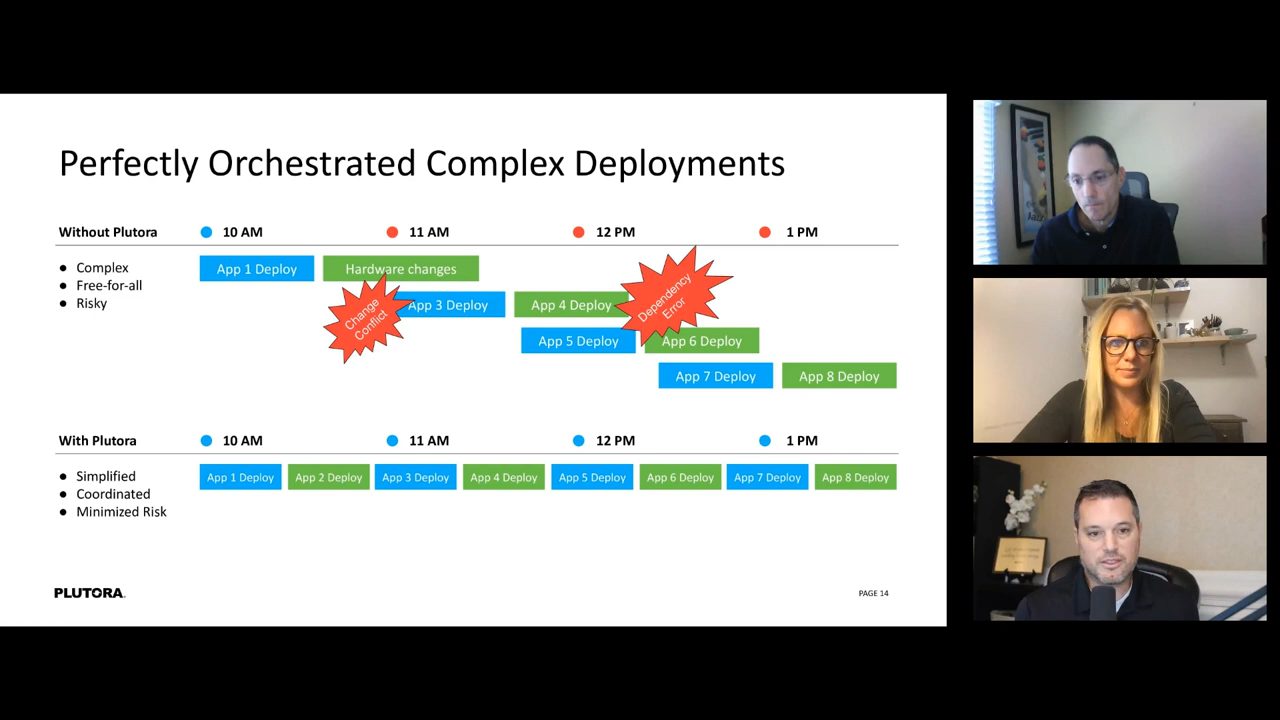 Perfectly Orchestrated Complex Deployments
Without Plutora
10 AM
11 AM
12 PM
1 PM
● Complex
● Free-for-all
● Risky
App 1 Deploy
Hardware changes
Change
Conflict
App 3 Deploy
App 4 Deploy
Dependency
Error
App 5 Deploy
App 6 Deploy
App 7 Deploy
App 8 Deploy
With Plutora
10 AM
11 AM
12 PM
1 PM
● Simplified
● Coordinated
● Minimized Risk
App 1 Deploy
App 2 Deploy
App 3 Deploy
App 4 Deploy
App 5 Deploy
App 6 Deploy
App 7 Deploy
App 8 Deploy
PLUTORA
PAGE 14